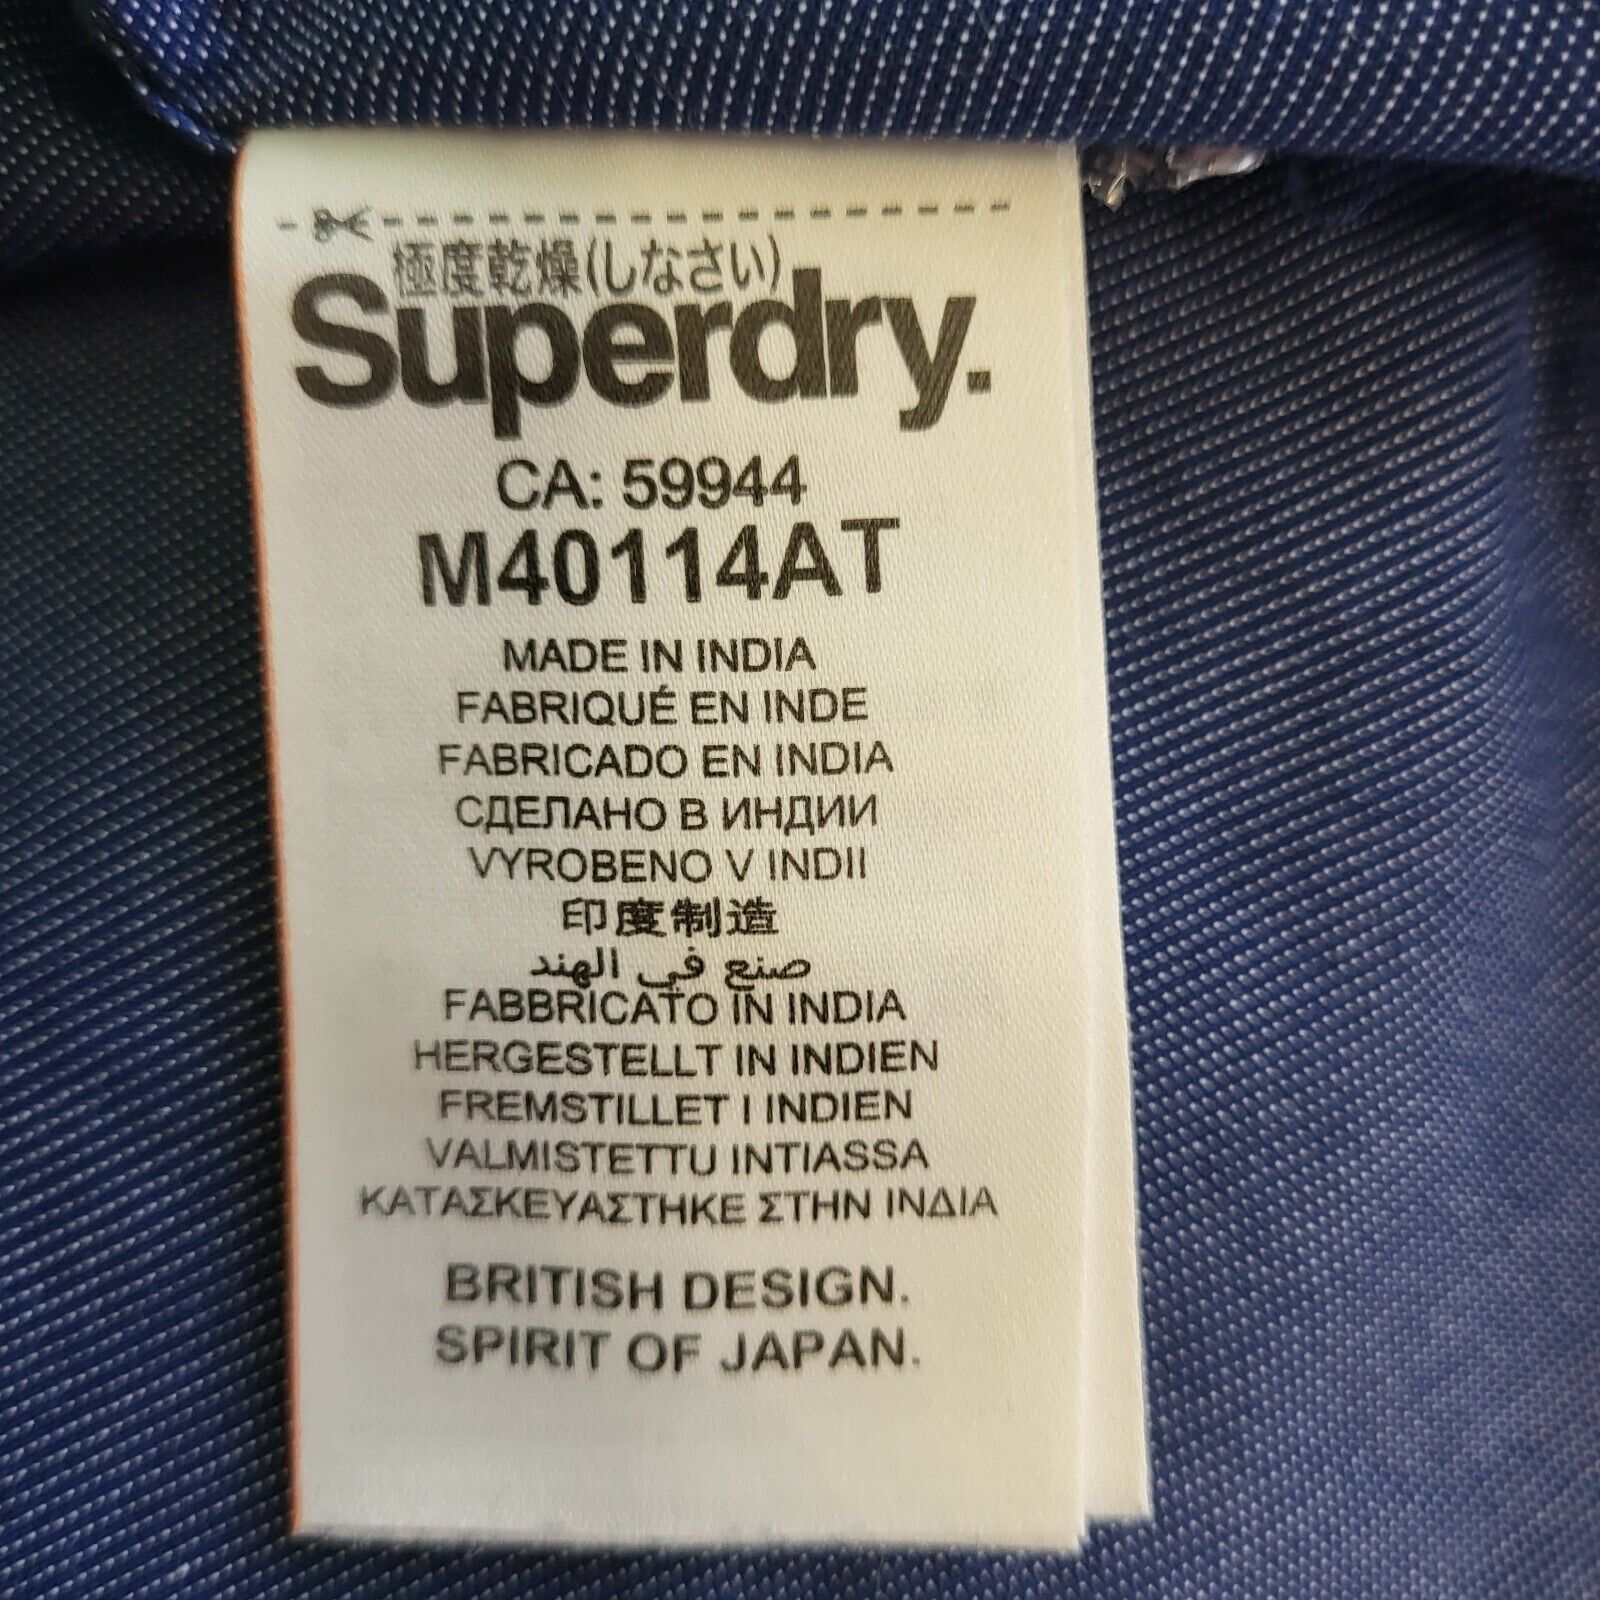 極度乾燥(しなさい)
Superdry.
CA: 59944
M40114AT
MADE IN INDIA
FABRIQUÉ EN INDE
FABRICADO EN INDIA
СДЕЛАНО В ИНДИИ
VYROBENO V INDII
印度制造
صنع في الهند
FABBRICATO IN INDIA
HERGESTELLT IN INDIEN
FREMSTILLET I INDIEN
VALMISTETTU INTIASSA
ΚΑΤΑΣΚΕΥΑΣΤΗΚΕ ΣΤΗΝ ΙΝΔΙΑ
BRITISH DESIGN.
SPIRIT OF JAPAN.